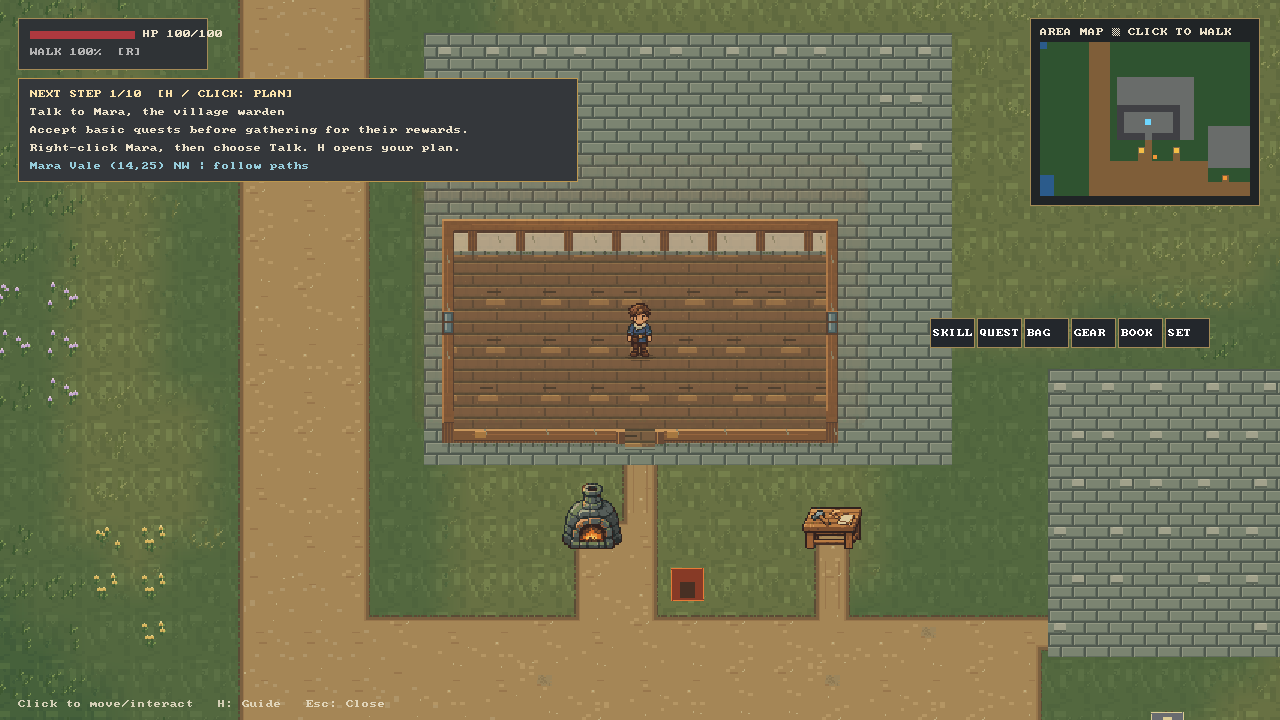 HP 100/100
WALK 100% [R]
NEXT STEP 1/10 [H / CLICK: PLAN]
Talk to Mara, the village warden
Accept basic quests before gathering for their rewards.
Right-click Mara, then choose Talk. H opens your plan.
Mara Vale (14,25) NW ¦ follow paths
AREA MAP ▒ CLICK TO WALK
SKILL QUEST BAG GEAR BOOK SET
Click to move/interact H: Guide Esc: Close